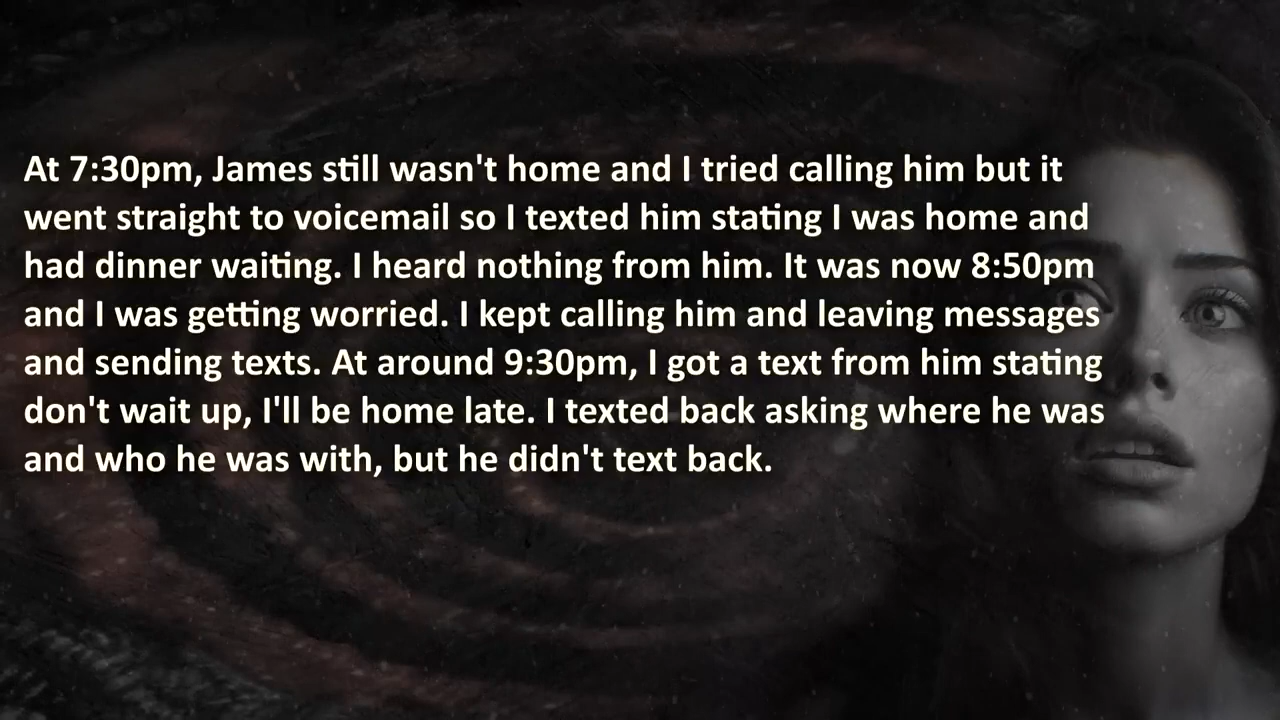 At 7:30pm, James still wasn't home and I tried calling him but it
went straight to voicemail so I texted him stating I was home and
had dinner waiting. I heard nothing from him. It was now 8:50pm
and I was getting worried. I kept calling him and leaving messages
and sending texts. At around 9:30pm, I got a text from him stating
don't wait up, I'll be home late. I texted back asking where he was
and who he was with, but he didn't text back.